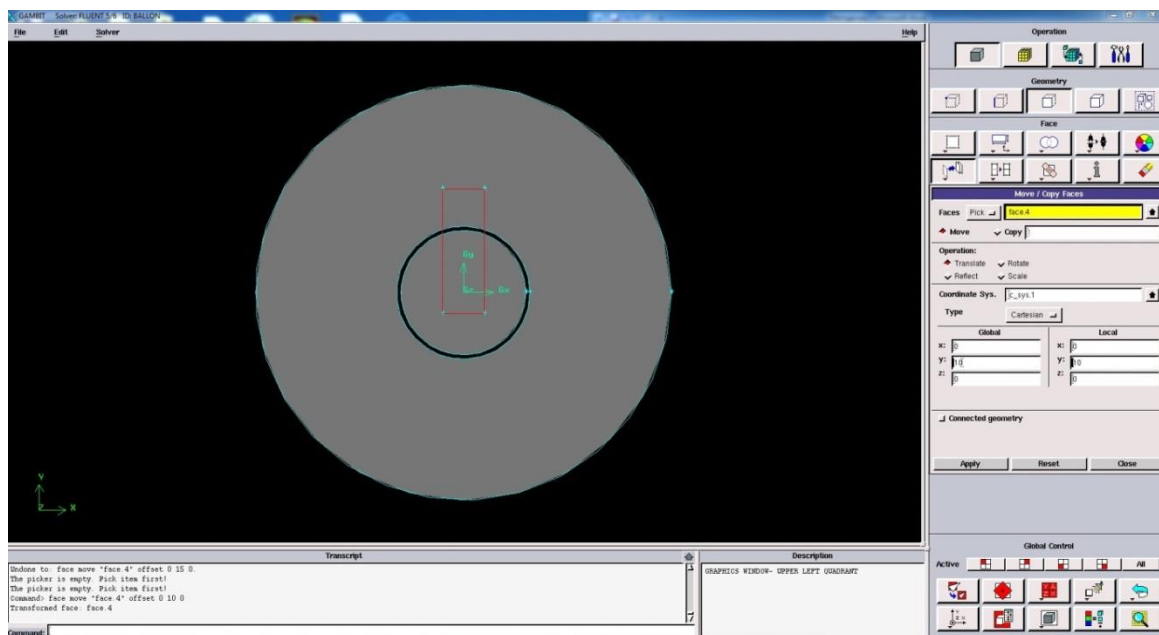 GAMBIT Solver: FLUENT 5/6 ID: BALLON
File Edit Solver Help
Operation
Geometry
Face
Move / Copy Faces
Faces Pick face.4
Move Copy
Operation:
Translate Rotate
Reflect Scale
Coordinate Sys. c_sys.1
Type Cartesian
Global Local
x: 0 x: 0
y: 10 y: 10
z: 0 z: 0
Connected geometry
Apply Reset Close
Gy
Gz Gx
Y
Z X
Transcript
Undone to: face move "face.4" offset 0 15 0.
The picker is empty. Pick item first!
The picker is empty. Pick item first!
Command> face move "face.4" offset 0 10 0
Transformed face: face.4
Command:
Description
GRAPHICS WINDOW- UPPER LEFT QUADRANT
Global Control
Active All